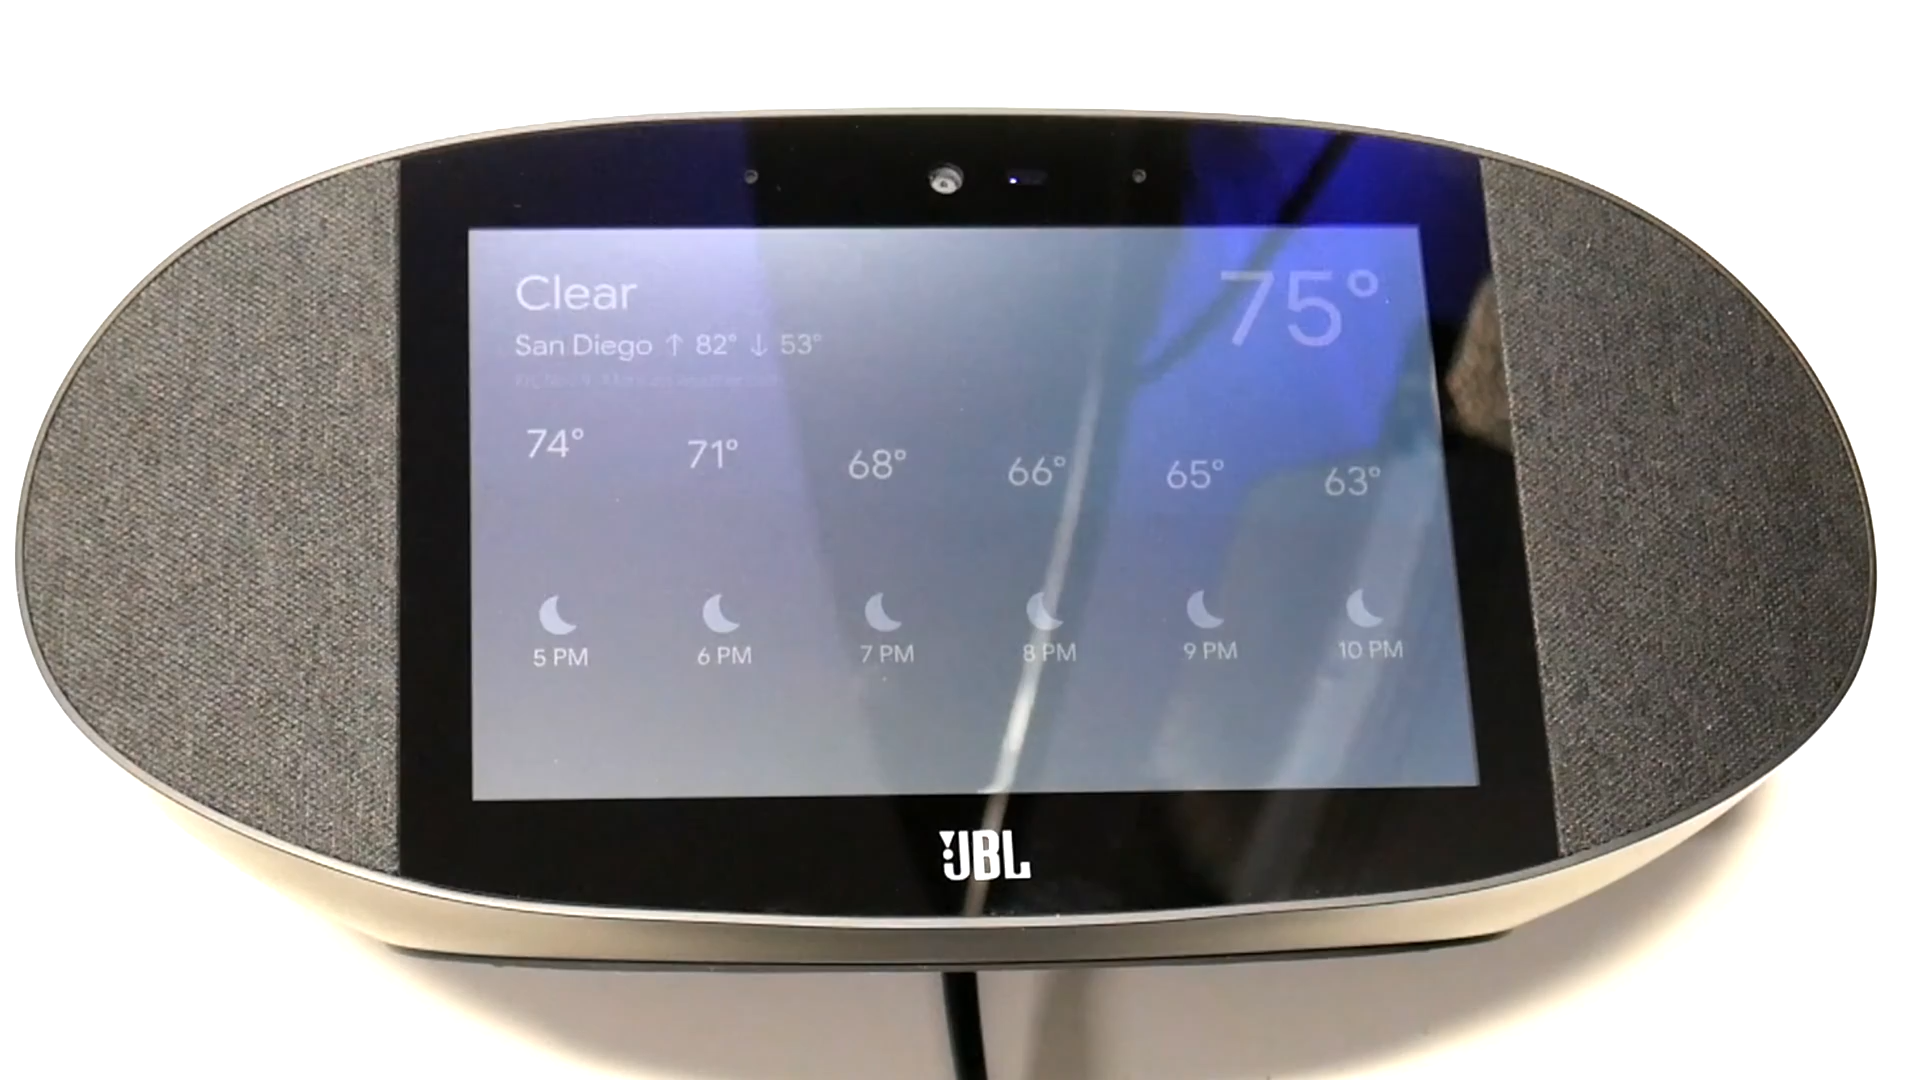 Clear
75°
San Diego ↑ 82° ↓ 53°
74° 71° 68° 66° 65° 63°
5 PM 6 PM 7 PM 8 PM 9 PM 10 PM
JBL